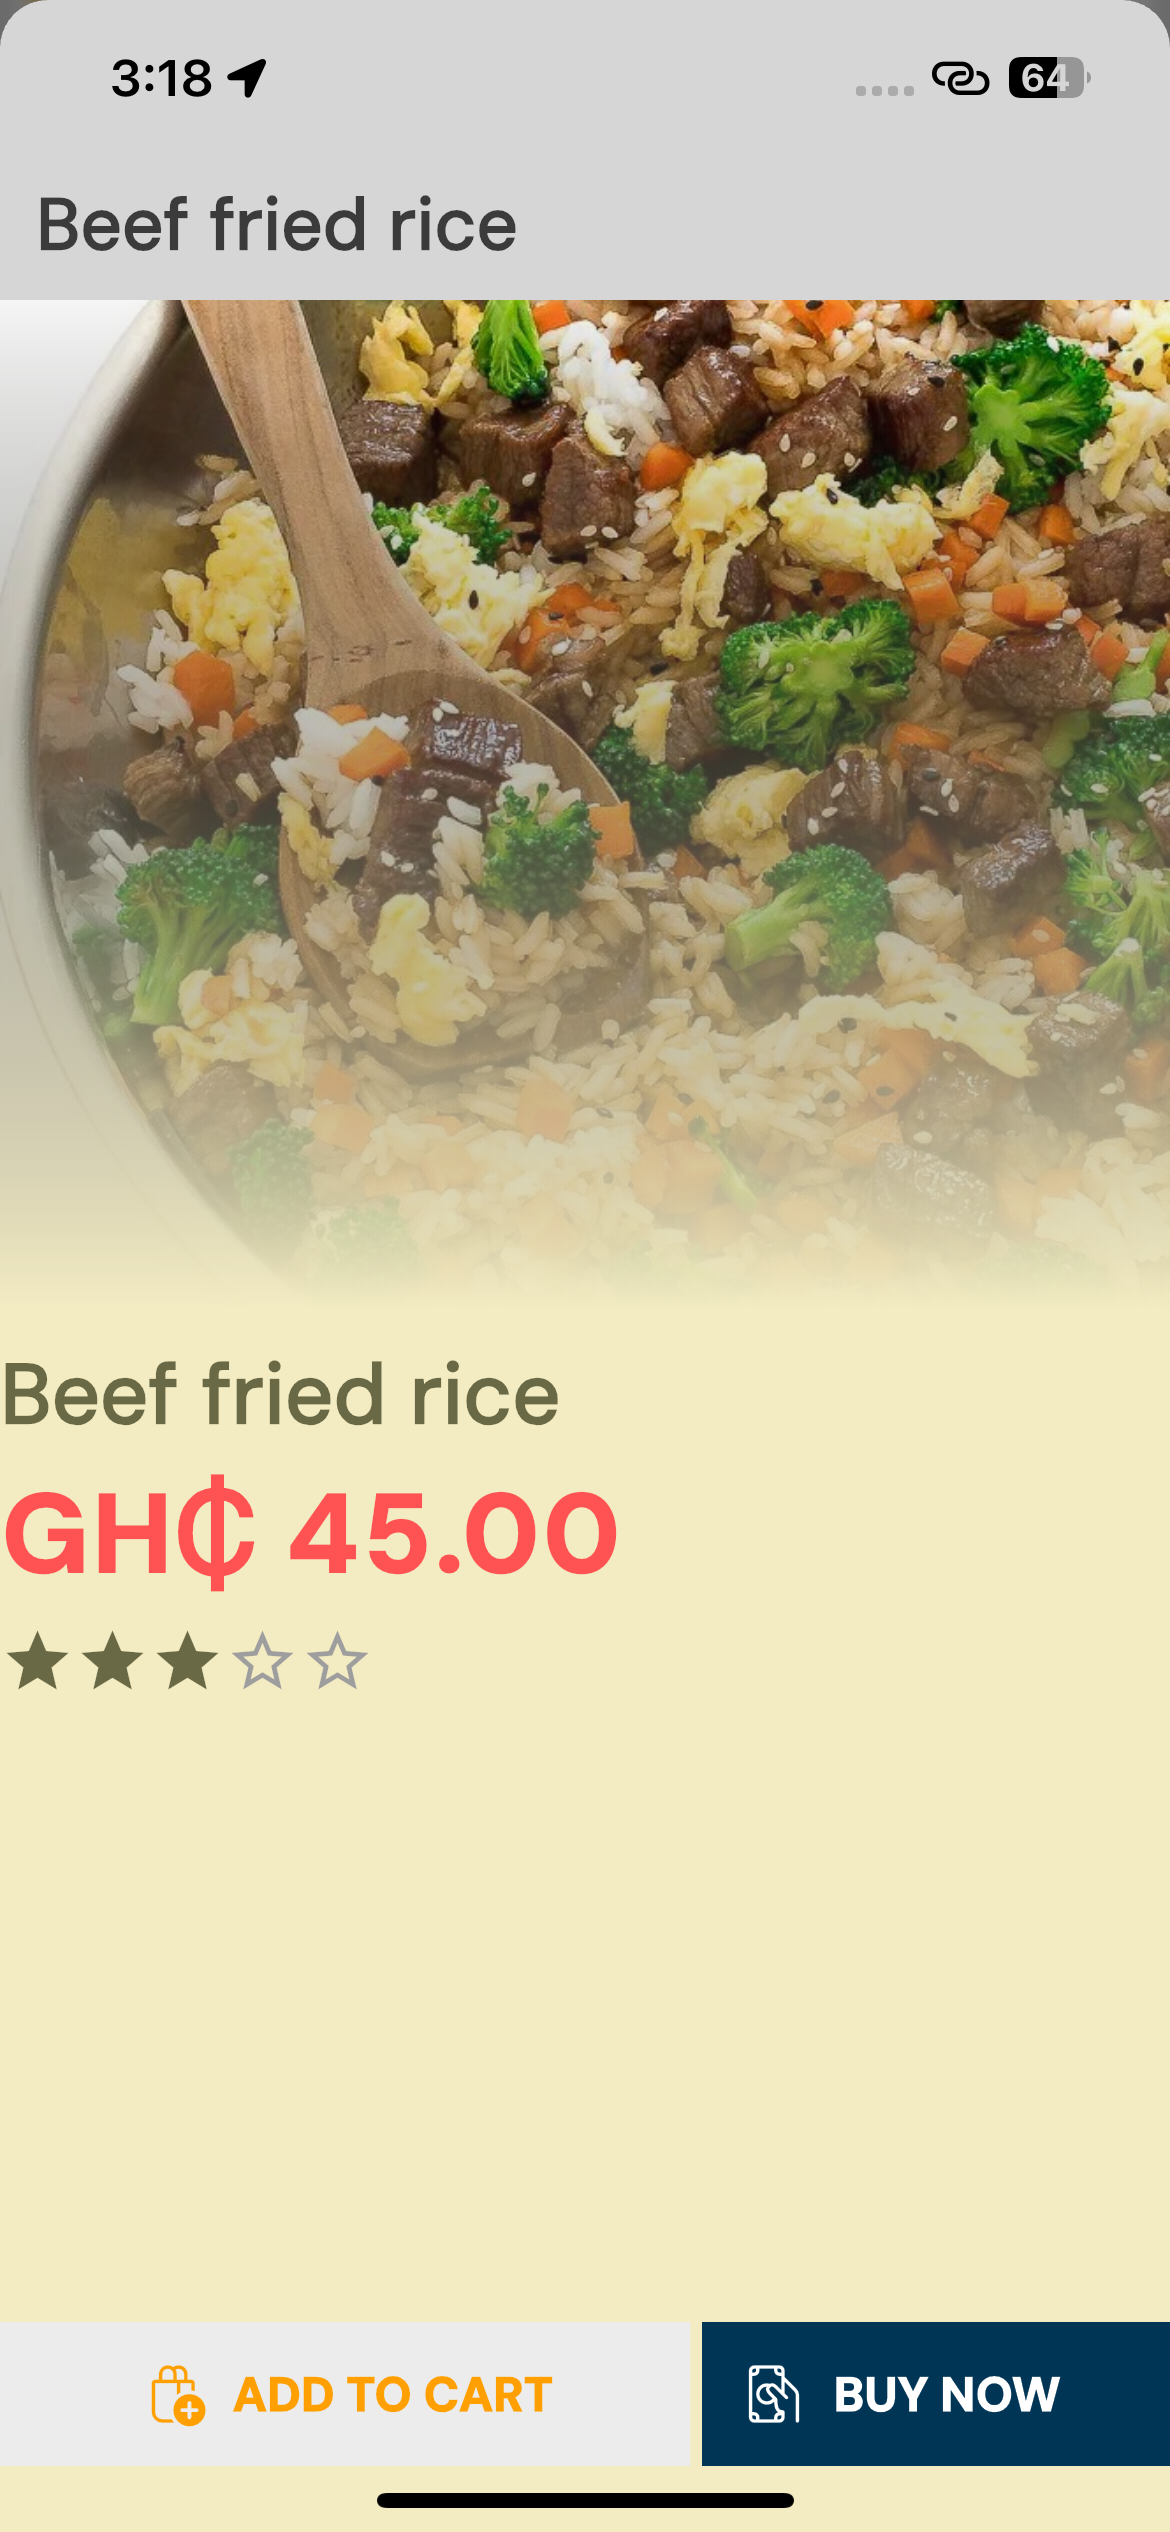 3:18
64
Beef fried rice
Beef fried rice
GH₵ 45.00
ADD TO CART
BUY NOW